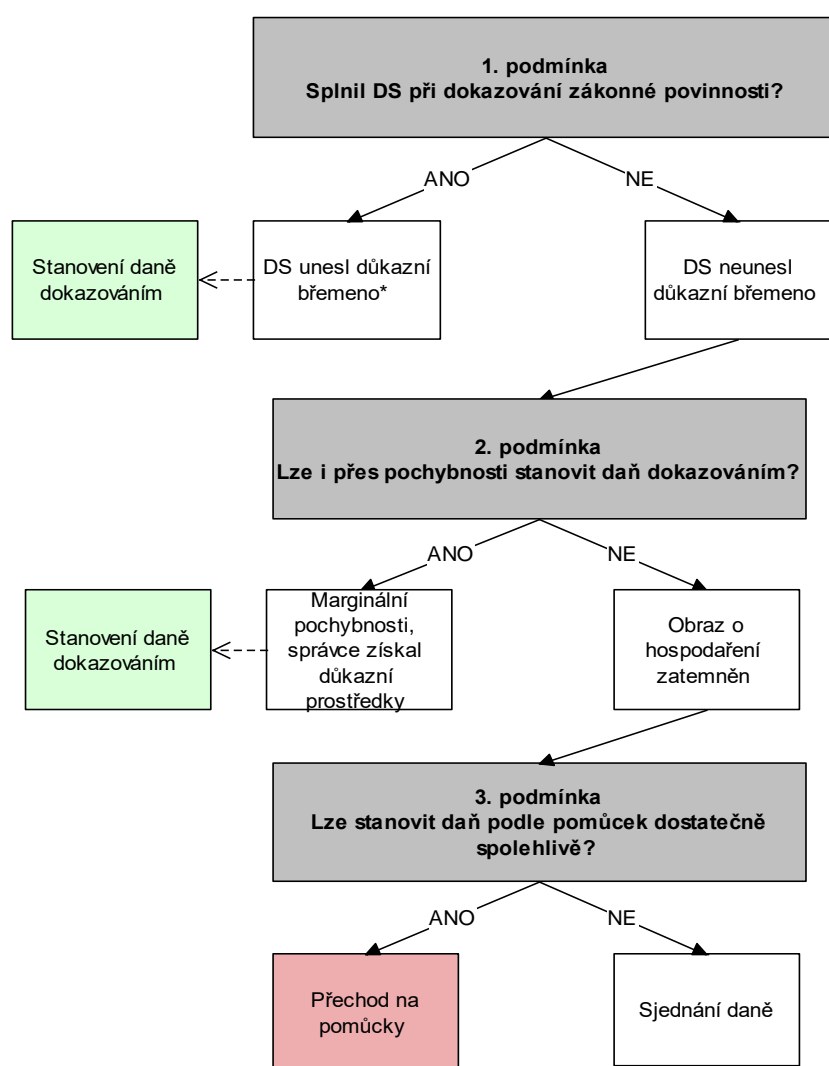 1. podmínka
Splnil DS při dokazování zákonné povinnosti?
ANO
NE
Stanovení daně
dokazováním
DS unesl důkazní
břemeno*
DS neunesl
důkazní břemeno
2. podmínka
Lze i přes pochybnosti stanovit daň dokazováním?
ANO
NE
Stanovení daně
dokazováním
Marginální
pochybnosti,
správce získal
důkazní
prostředky
Obraz o
hospodaření
zatemněn
3. podmínka
Lze stanovit daň podle pomůcek dostatečně
spolehlivě?
ANO
NE
Přechod na
pomůcky
Sjednání daně